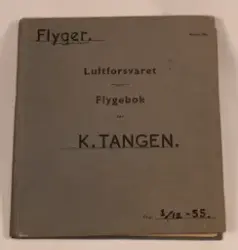 Flyger.
Luftforsvaret
Flygebok
K. TANGEN.
1/12 -55.